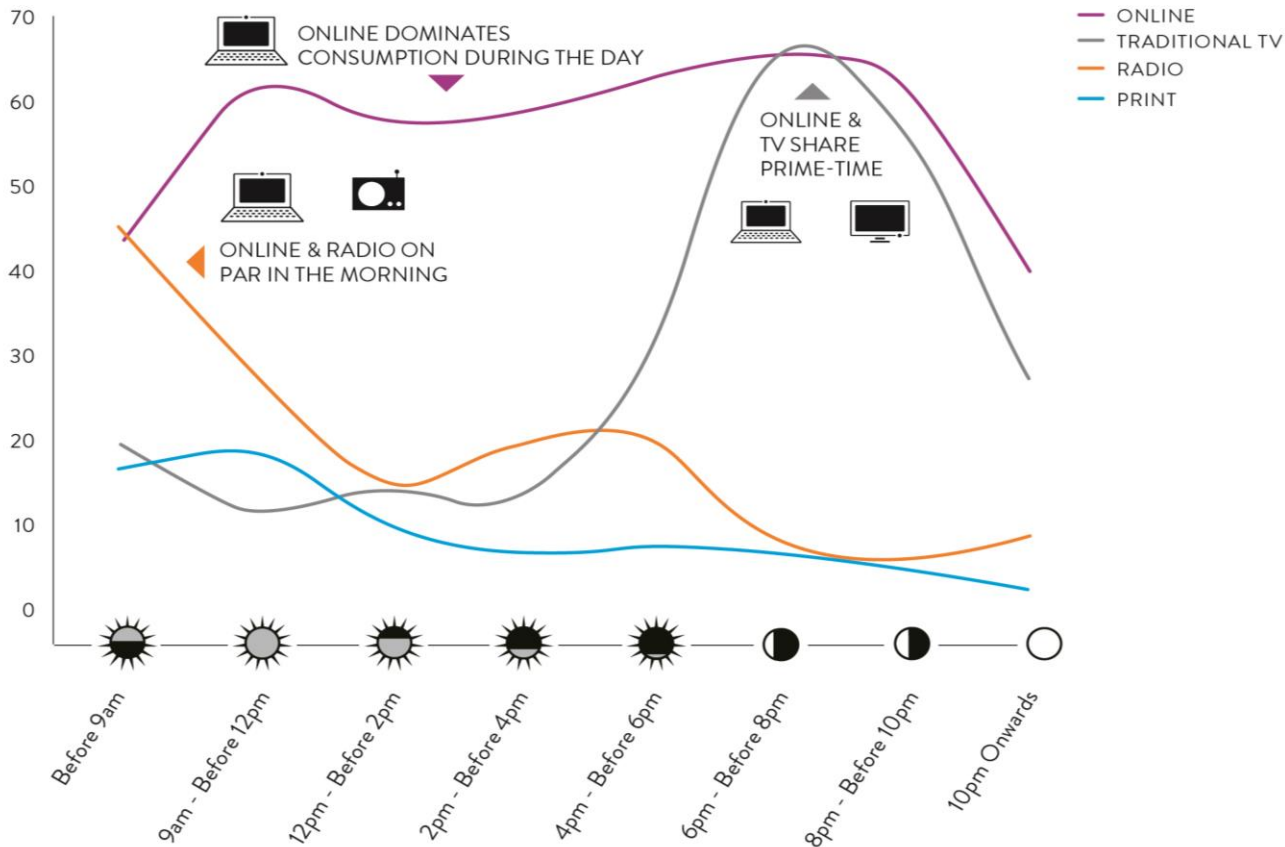 70
60
50
40
30
20
10
0
ONLINE DOMINATES
CONSUMPTION DURING THE DAY
ONLINE & RADIO ON
PAR IN THE MORNING
ONLINE &
TV SHARE
PRIME-TIME
ONLINE
TRADITIONAL TV
RADIO
PRINT
Before 9am
9am - Before 12pm
12pm - Before 2pm
2pm - Before 4pm
4pm - Before 6pm
6pm - Before 8pm
8pm - Before 10pm
10pm Onwards